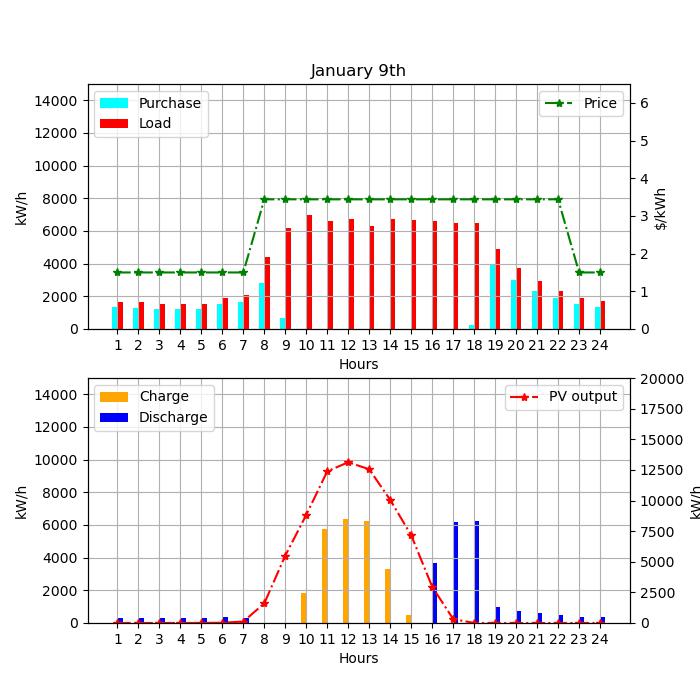 January 9th
Purchase
Load
Price
kW/h
14000
12000
10000
8000
6000
4000
2000
0
6
5
4
3
2
1
0
$/kWh
1 2 3 4 5 6 7 8 9 10 11 12 13 14 15 16 17 18 19 20 21 22 23 24
Hours
Charge
Discharge
PV output
kW/h
14000
12000
10000
8000
6000
4000
2000
0
20000
17500
15000
12500
10000
7500
5000
2500
0
kW/h
1 2 3 4 5 6 7 8 9 10 11 12 13 14 15 16 17 18 19 20 21 22 23 24
Hours